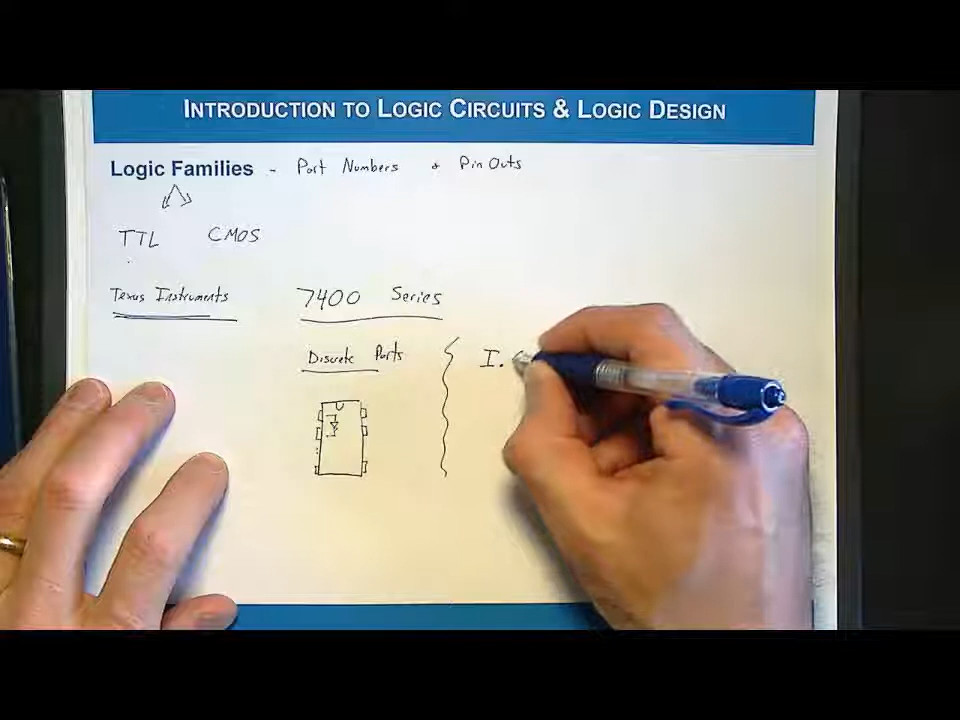 INTRODUCTION TO LOGIC CIRCUITS & LOGIC DESIGN
Logic Families - Part Numbers & Pin Outs
TTL CMOS
Texas Instruments 7400 Series
Discrete Parts I.